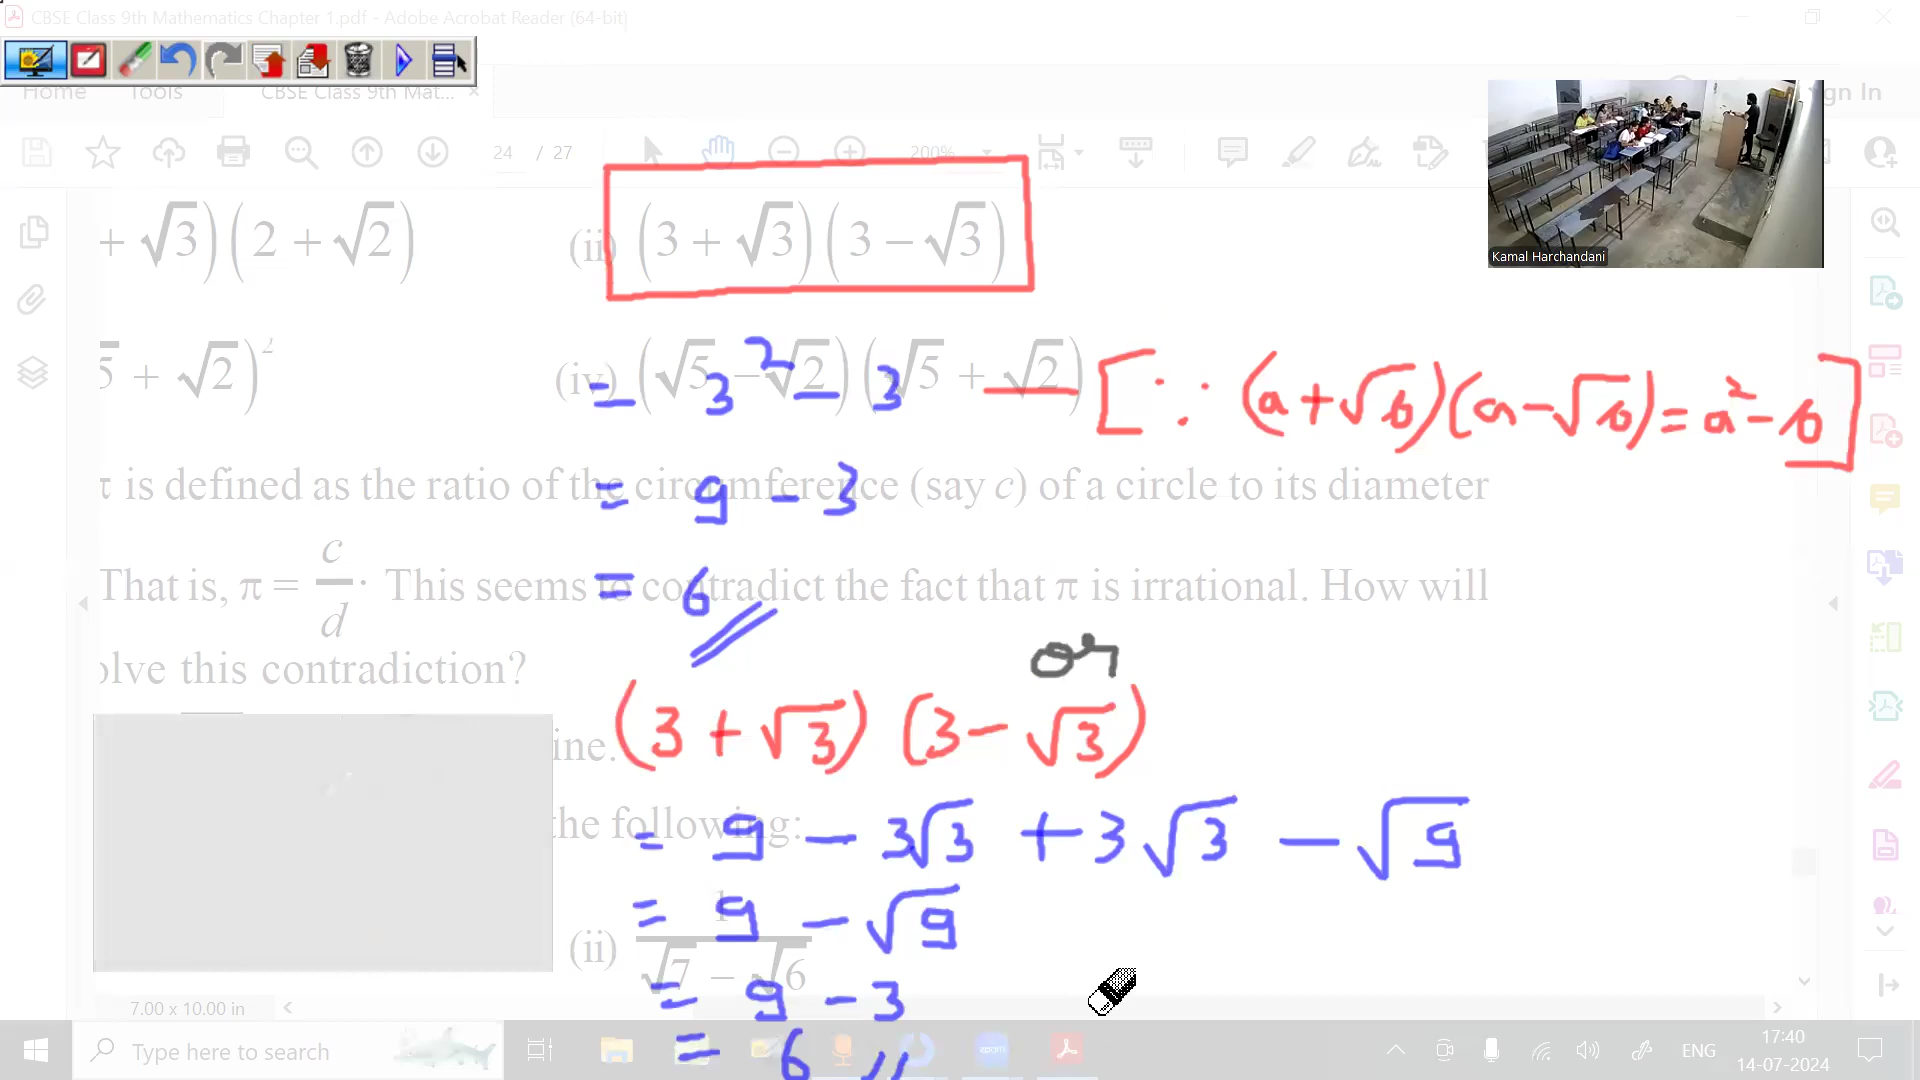 CBSE Class 9th Mathematics Chapter 1.pdf - Adobe Acrobat Reader (64-bit)
Home Tools CBSE Class 9th Mat... × Sign In
24 / 27 200%
Kamal Harchandani
+ √3)(2 + √2) (ii) (3 + √3)(3 − √3)
5 + √2)² (iv) (√5 − √2)(√5 + √2)
= 3² − 3 — [∵ (a+√b)(a−√b) = a² − b]
π is defined as the ratio of the circumference (say c) of a circle to its diameter
= 9 − 3
That is, π = c/d. This seems to contradict the fact that π is irrational. How will
= 6
olve this contradiction?
or
ine. (3 + √3) (3 − √3)
the following:
= 9 − 3√3 + 3√3 − √9
= 9 − √9
(ii) 1/(√7 − √6)
= 9 − 3
7.00 x 10.00 in
= 6
Type here to search zoom ENG 17:40
14-07-2024